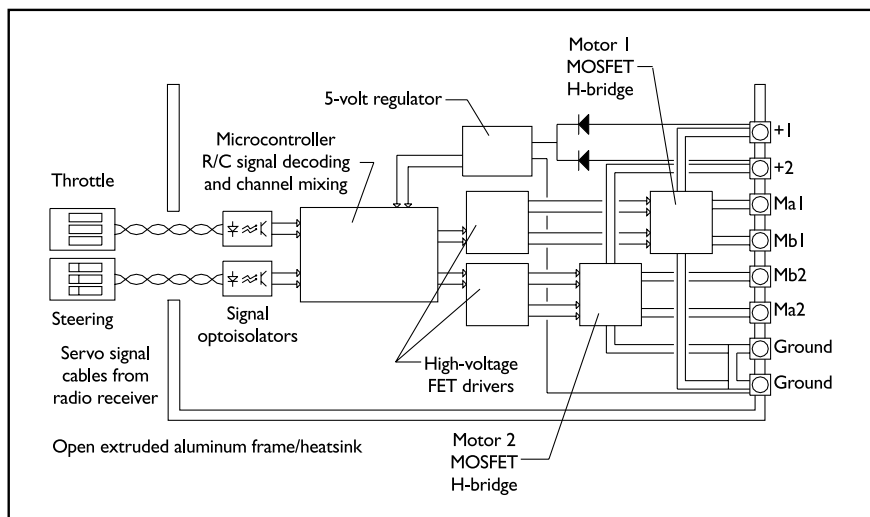 Motor 1
MOSFET
H-bridge
5-volt regulator
Microcontroller
R/C signal decoding
and channel mixing
Throttle
+1
+2
Ma1
Mb1
Mb2
Ma2
Ground
Ground
Steering
Signal
optoisolators
Servo signal
cables from
radio receiver
High-voltage
FET drivers
Open extruded aluminum frame/heatsink
Motor 2
MOSFET
H-bridge